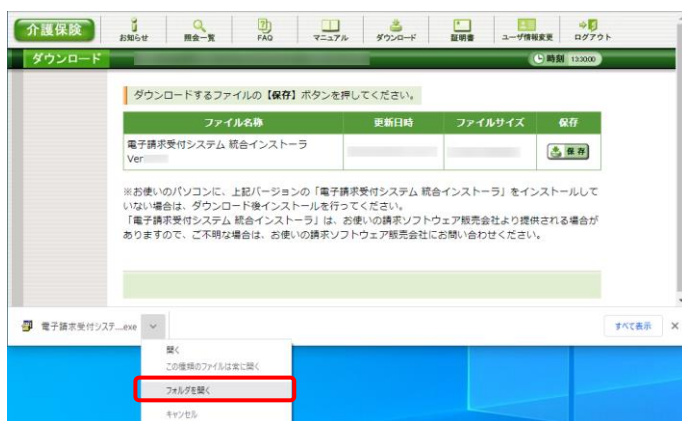 介護保険
お知らせ
照会一覧
FAQ
マニュアル
ダウンロード
証明書
ユーザ情報変更
ログアウト
ダウンロード
時刻 13:30:00
ダウンロードするファイルの【保存】ボタンを押してください。
ファイル名称 更新日時 ファイルサイズ 保存
電子請求受付システム 統合インストーラ
Ver
保存
※お使いのパソコンに、上記バージョンの「電子請求受付システム 統合インストーラ」をインストールして
いない場合は、ダウンロード後インストールを行ってください。
「電子請求受付システム 統合インストーラ」は、お使いの請求ソフトウェア販売会社より提供される場合が
ありますので、ご不明な場合は、お使いの請求ソフトウェア販売会社にお問い合わせください。
電子請求受付システ....exe
すべて表示
開く
この種類のファイルは常に開く
フォルダを開く
キャンセル